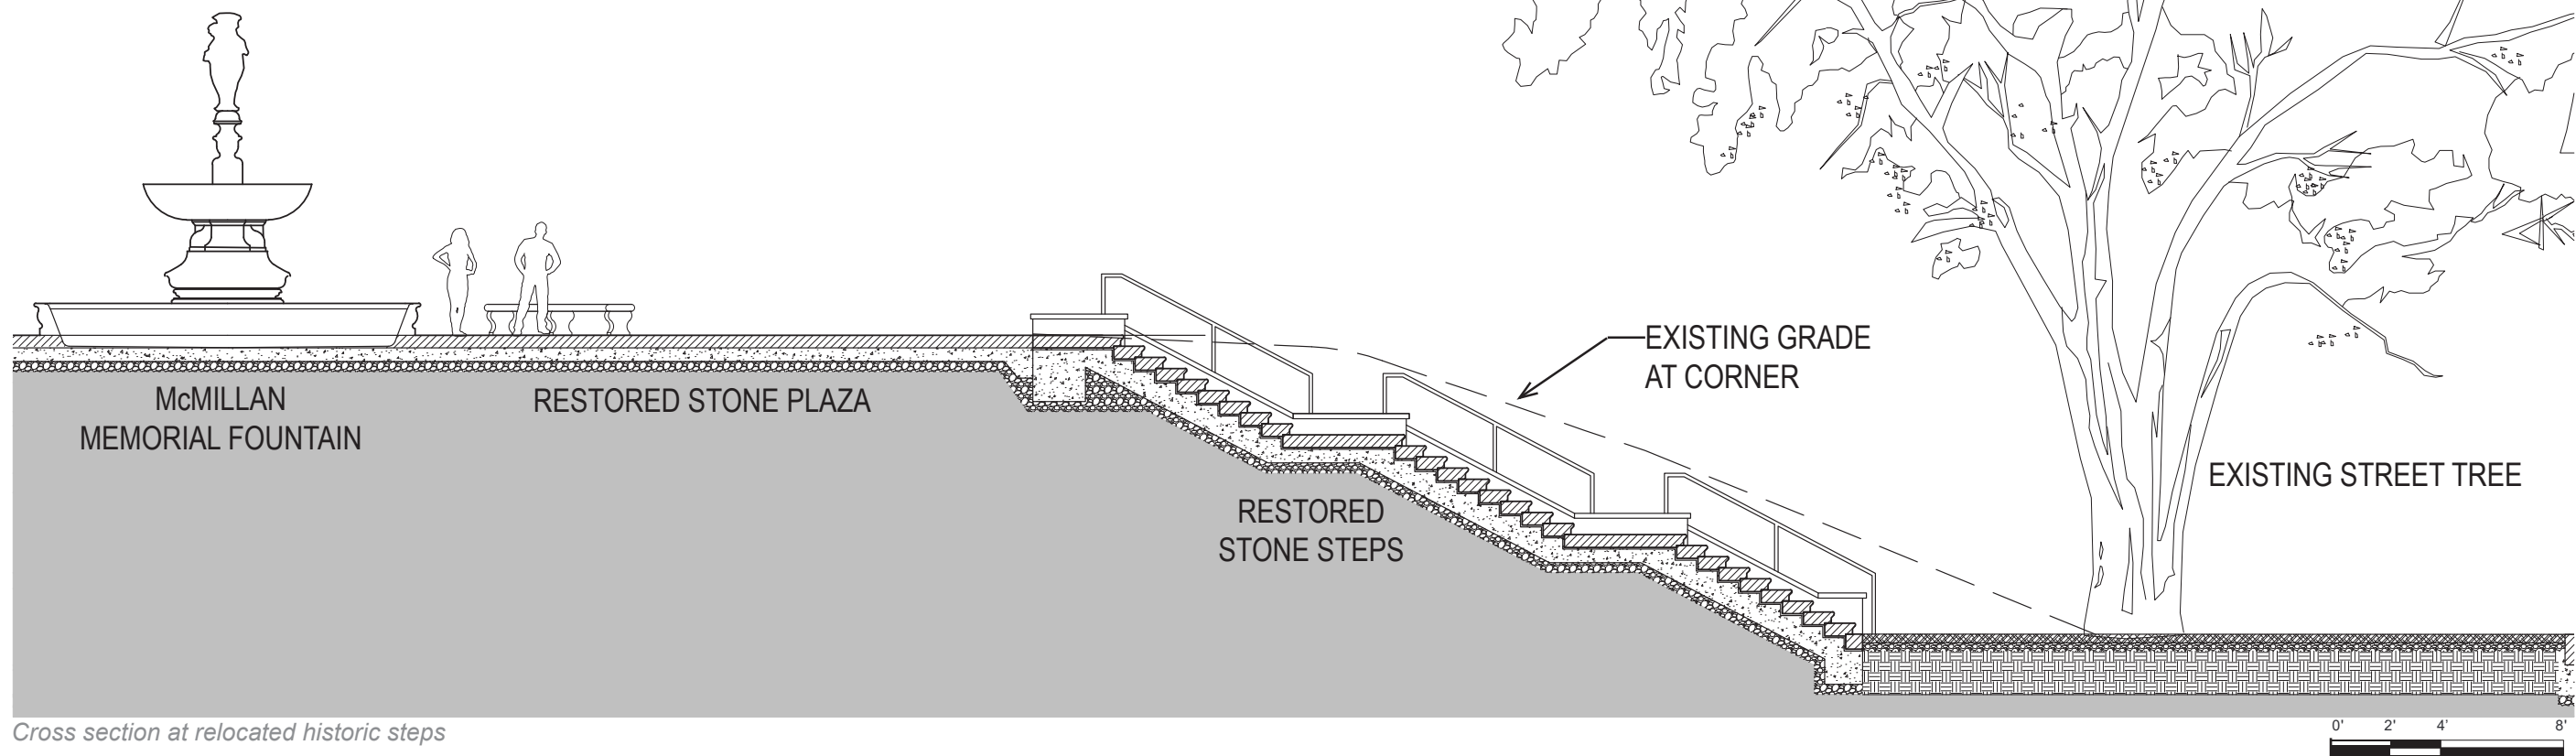 McMILLAN
MEMORIAL FOUNTAIN
RESTORED STONE PLAZA
RESTORED
STONE STEPS
EXISTING GRADE
AT CORNER
EXISTING STREET TREE
Cross section at relocated historic steps
0' 2' 4' 8'